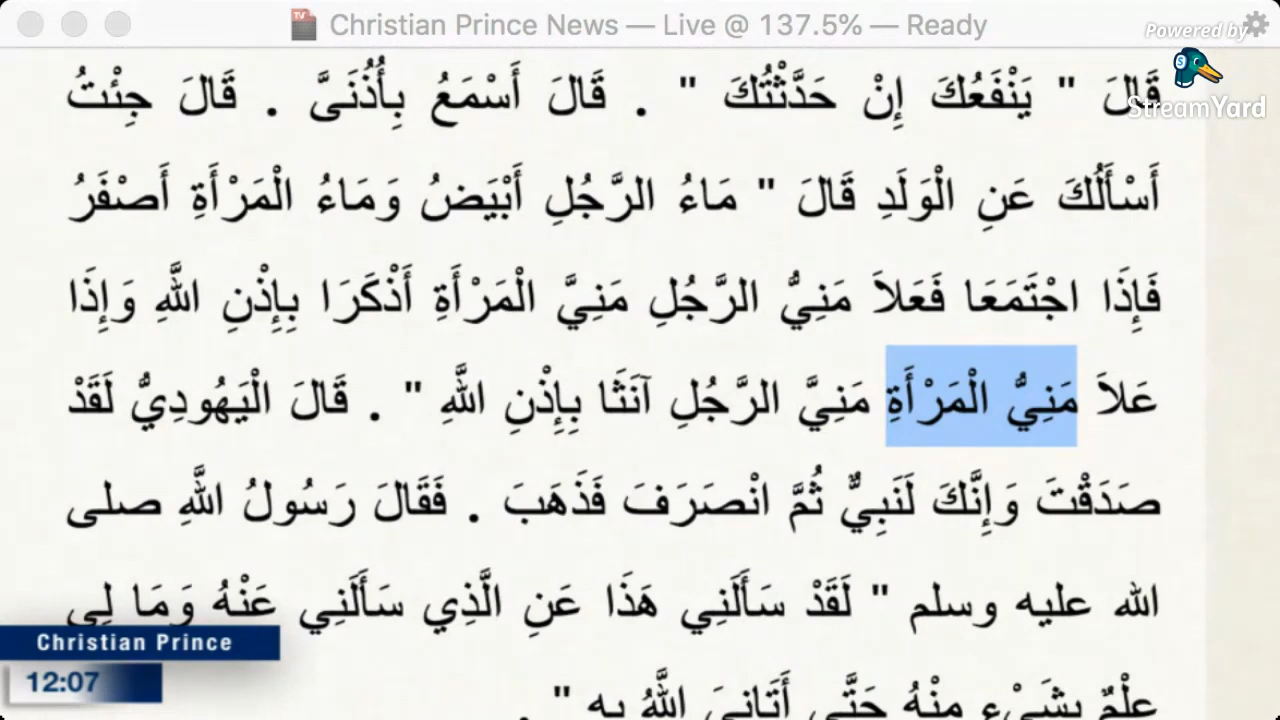 Christian Prince News — Live @ 137.5% — Ready
Powered by
StreamYard
قَالَ " يَنْفَعُكَ إِنْ حَدَّثْتُكَ " . قَالَ أَسْمَعُ بِأُذُنَىَّ . قَالَ جِئْتُ
أَسْأَلُكَ عَنِ الْوَلَدِ قَالَ " مَاءُ الرَّجُلِ أَبْيَضُ وَمَاءُ الْمَرْأَةِ أَصْفَرُ
فَإِذَا اجْتَمَعَا فَعَلاَ مَنِيُّ الرَّجُلِ مَنِيَّ الْمَرْأَةِ أَذْكَرَا بِإِذْنِ اللَّهِ وَإِذَا
عَلاَ مَنِيُّ الْمَرْأَةِ مَنِيَّ الرَّجُلِ آنَثَا بِإِذْنِ اللَّهِ " . قَالَ الْيَهُودِيُّ لَقَدْ
صَدَقْتَ وَإِنَّكَ لَنَبِيٌّ ثُمَّ انْصَرَفَ فَذَهَبَ . فَقَالَ رَسُولُ اللَّهِ صلى
الله عليه وسلم " لَقَدْ سَأَلَنِي هَذَا عَنِ الَّذِي سَأَلَنِي عَنْهُ وَمَا لِي
عِلْمٌ بِشَىْءٍ مِنْهُ حَتَّى أَتَانِيَ اللَّهُ بِهِ " .
Christian Prince
12:07